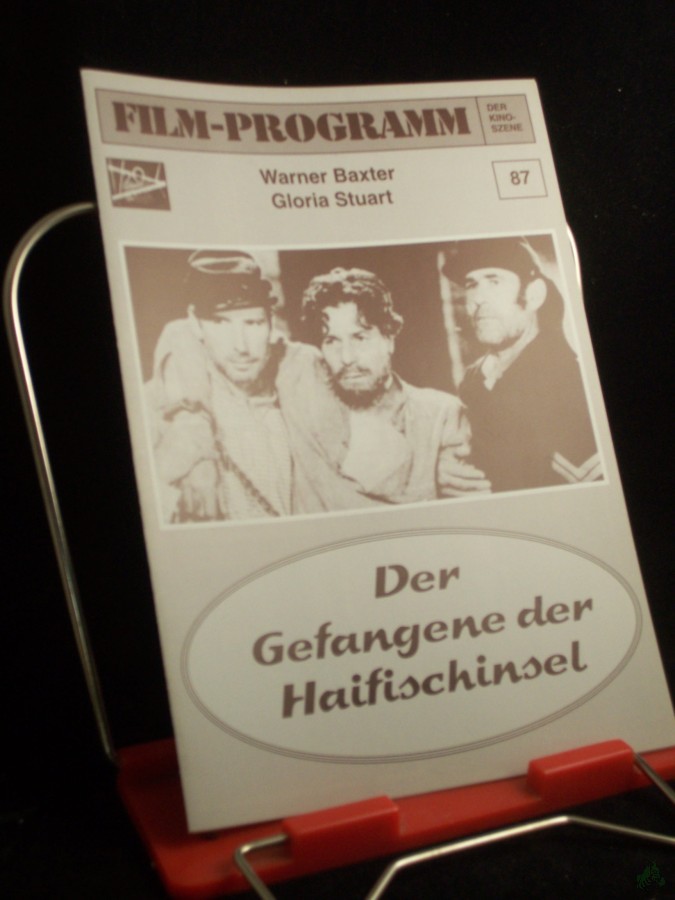 FILM-PROGRAMM
DER
KINO-
SZENE
Warner Baxter
Gloria Stuart
87
Der
Gefangene der
Haifischinsel